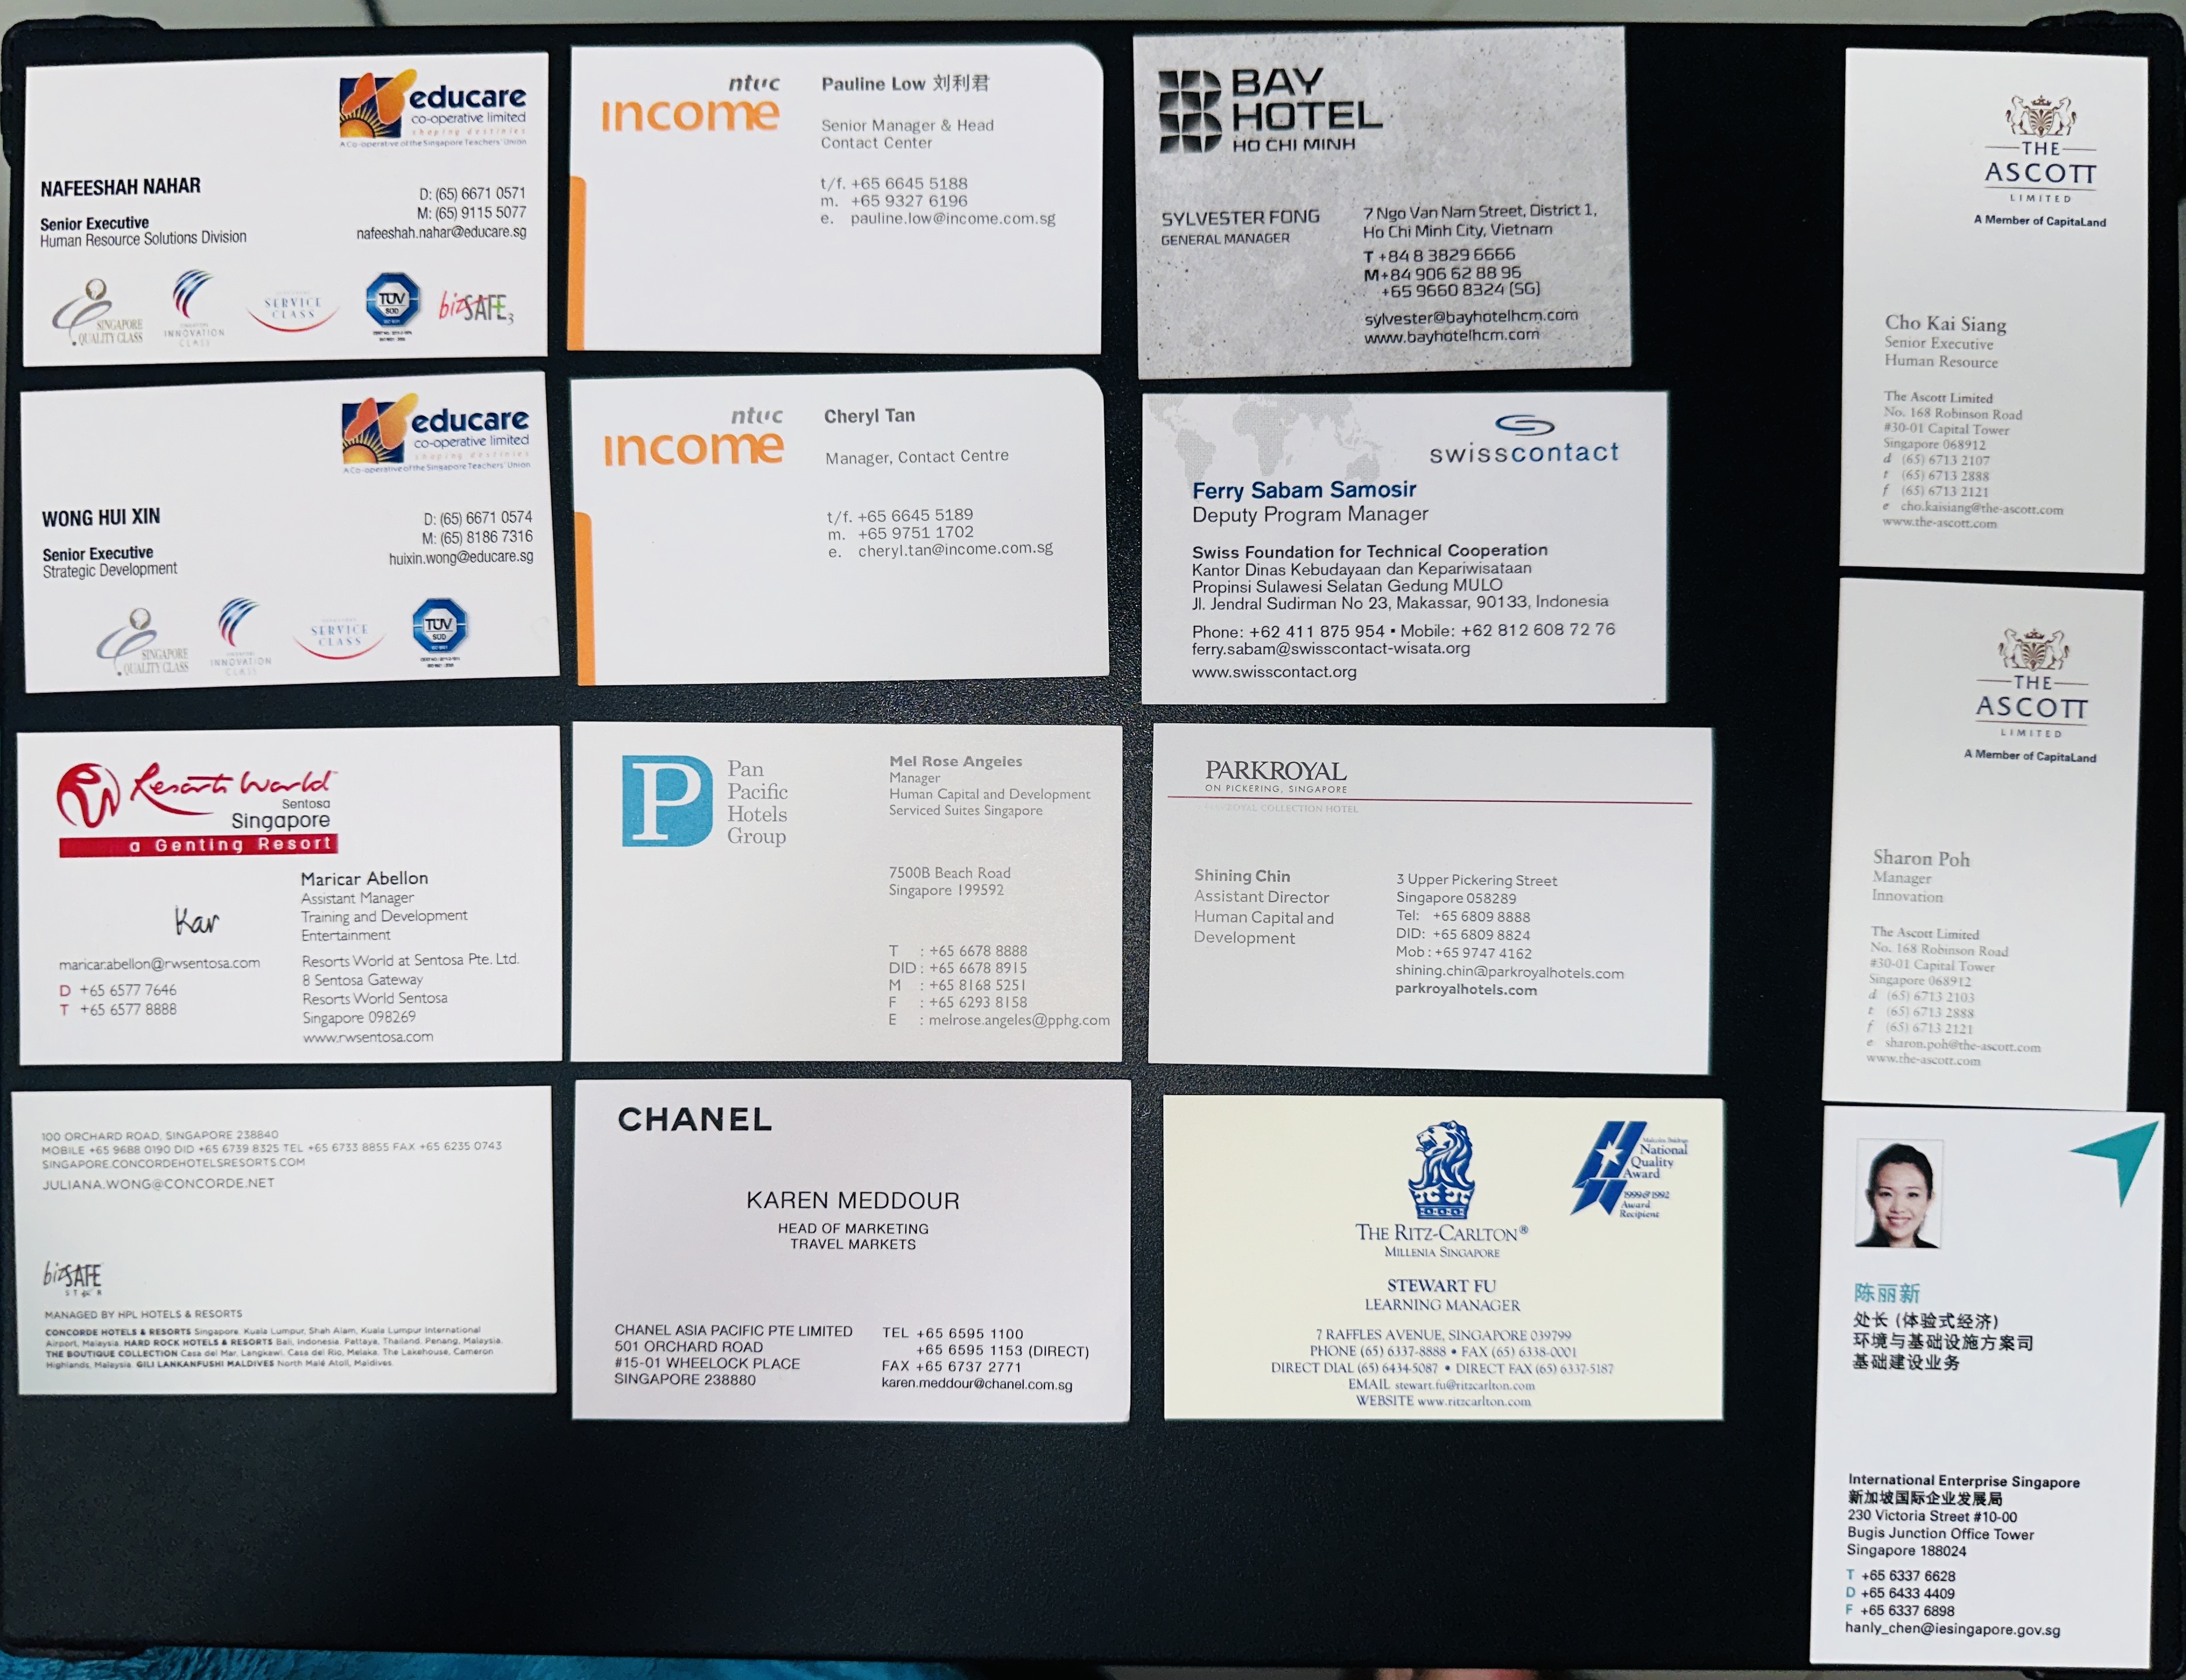 educare
co-operative limited
shaping destinies
A Co-operative of the Singapore Teachers' Union
NAFEESHAH NAHAR
Senior Executive
Human Resource Solutions Division
D: (65) 6671 0571
M: (65) 9115 5077
nafeeshah.nahar@educare.sg
SINGAPORE
QUALITY CLASS
INNOVATION
CLASS
SERVICE
CLASS
TÜV
SÜD
bizSAFE3
ntuc
income
Pauline Low 刘利君
Senior Manager & Head
Contact Center
t/f. +65 6645 5188
m. +65 9327 6196
e. pauline.low@income.com.sg
BAY
HOTEL
HO CHI MINH
SYLVESTER FONG
GENERAL MANAGER
7 Ngo Van Nam Street, District 1,
Ho Chi Minh City, Vietnam
T +84 8 3829 6666
M+84 906 62 88 96
+65 9660 8324 (SG)
sylvester@bayhotelhcm.com
www.bayhotelhcm.com
THE
ASCOTT
LIMITED
A Member of CapitaLand
Cho Kai Siang
Senior Executive
Human Resource
The Ascott Limited
No. 168 Robinson Road
#30-01 Capital Tower
Singapore 068912
d (65) 6713 2107
t (65) 6713 2888
f (65) 6713 2121
e cho.kaisiang@the-ascott.com
www.the-ascott.com
educare
co-operative limited
shaping destinies
A Co-operative of the Singapore Teachers' Union
WONG HUI XIN
Senior Executive
Strategic Development
D: (65) 6671 0574
M: (65) 8186 7316
huixin.wong@educare.sg
SINGAPORE
QUALITY CLASS
INNOVATION
CLASS
SERVICE
CLASS
TÜV
SÜD
ntuc
income
Cheryl Tan
Manager, Contact Centre
t/f. +65 6645 5189
m. +65 9751 1702
e. cheryl.tan@income.com.sg
swisscontact
Ferry Sabam Samosir
Deputy Program Manager
Swiss Foundation for Technical Cooperation
Kantor Dinas Kebudayaan dan Kepariwisataan
Propinsi Sulawesi Selatan Gedung MULO
Jl. Jendral Sudirman No 23, Makassar, 90133, Indonesia
Phone: +62 411 875 954 ▪ Mobile: +62 812 608 72 76
ferry.sabam@swisscontact-wisata.org
www.swisscontact.org
THE
ASCOTT
LIMITED
A Member of CapitaLand
Sharon Poh
Manager
Innovation
The Ascott Limited
No. 168 Robinson Road
#30-01 Capital Tower
Singapore 068912
d (65) 6713 2103
t (65) 6713 2888
f (65) 6713 2121
e sharon.poh@the-ascott.com
www.the-ascott.com
Resorts World™
Sentosa
Singapore
a Genting Resort
Kar
Maricar Abellon
Assistant Manager
Training and Development
Entertainment
maricar.abellon@rwsentosa.com
D +65 6577 7646
T +65 6577 8888
Resorts World at Sentosa Pte. Ltd.
8 Sentosa Gateway
Resorts World Sentosa
Singapore 098269
www.rwsentosa.com
P
Pan
Pacific
Hotels
Group
Mel Rose Angeles
Manager
Human Capital and Development
Serviced Suites Singapore
7500B Beach Road
Singapore 199592
T : +65 6678 8888
DID : +65 6678 8915
M : +65 8168 5251
F : +65 6293 8158
E : melrose.angeles@pphg.com
PARKROYAL
ON PICKERING, SINGAPORE
ROYAL COLLECTION HOTEL
Shining Chin
Assistant Director
Human Capital and
Development
3 Upper Pickering Street
Singapore 058289
Tel: +65 6809 8888
DID: +65 6809 8824
Mob : +65 9747 4162
shining.chin@parkroyalhotels.com
parkroyalhotels.com
100 ORCHARD ROAD, SINGAPORE 238840
MOBILE +65 9688 0190 DID +65 6739 8325 TEL +65 6733 8855 FAX +65 6235 0743
SINGAPORE.CONCORDEHOTELSRESORTS.COM
JULIANA.WONG@CONCORDE.NET
bizSAFE
STAR
MANAGED BY HPL HOTELS & RESORTS
CONCORDE HOTELS & RESORTS Singapore, Kuala Lumpur, Shah Alam, Kuala Lumpur International
Airport, Malaysia. HARD ROCK HOTELS & RESORTS Bali, Indonesia. Pattaya, Thailand. Penang, Malaysia.
THE BOUTIQUE COLLECTION Casa del Mar, Langkawi. Casa del Rio, Melaka. The Lakehouse, Cameron
Highlands, Malaysia. GILI LANKANFUSHI MALDIVES North Malé Atoll, Maldives.
CHANEL
KAREN MEDDOUR
HEAD OF MARKETING
TRAVEL MARKETS
CHANEL ASIA PACIFIC PTE LIMITED
501 ORCHARD ROAD
#15-01 WHEELOCK PLACE
SINGAPORE 238880
TEL +65 6595 1100
+65 6595 1153 (DIRECT)
FAX +65 6737 2771
karen.meddour@chanel.com.sg
THE RITZ-CARLTON®
MILLENIA SINGAPORE
Malcolm Baldrige
National
Quality
Award
1999 & 1992
Award
Recipient
STEWART FU
LEARNING MANAGER
7 RAFFLES AVENUE, SINGAPORE 039799
PHONE (65) 6337-8888 • FAX (65) 6338-0001
DIRECT DIAL (65) 6434-5087 • DIRECT FAX (65) 6337-5187
EMAIL stewart.fu@ritzcarlton.com
WEBSITE www.ritzcarlton.com
陈丽新
处长 (体验式经济)
环境与基础设施方案司
基础建设业务
International Enterprise Singapore
新加坡国际企业发展局
230 Victoria Street #10-00
Bugis Junction Office Tower
Singapore 188024
T +65 6337 6628
D +65 6433 4409
F +65 6337 6898
hanly_chen@iesingapore.gov.sg